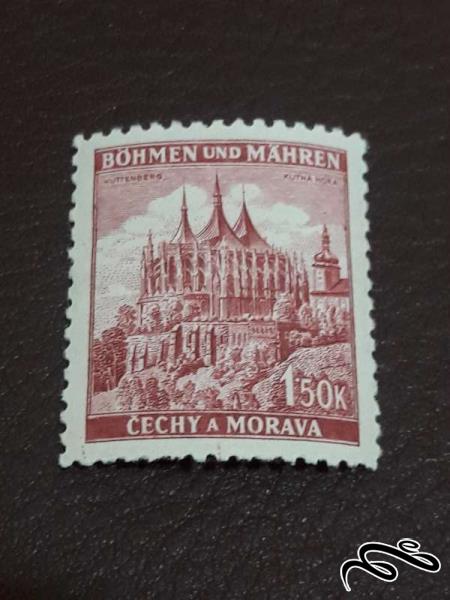 BÖHMEN UND MÄHREN
KUTTENBERG KUTNÁ HORA
1·50K
ČECHY A MORAVA